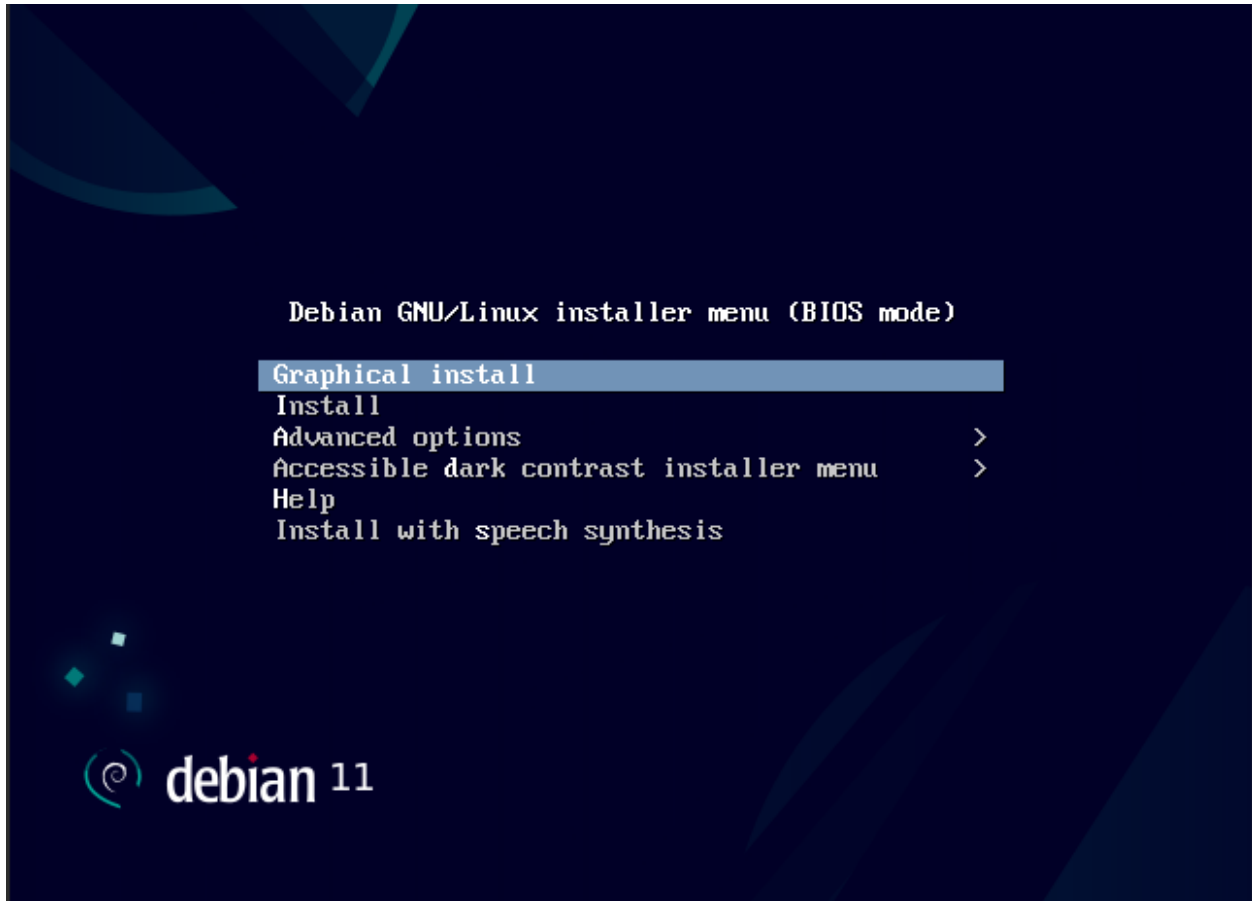 Debian GNU/Linux installer menu (BIOS mode)
Graphical install
Install
Advanced options >
Accessible dark contrast installer menu >
Help
Install with speech synthesis
debian 11